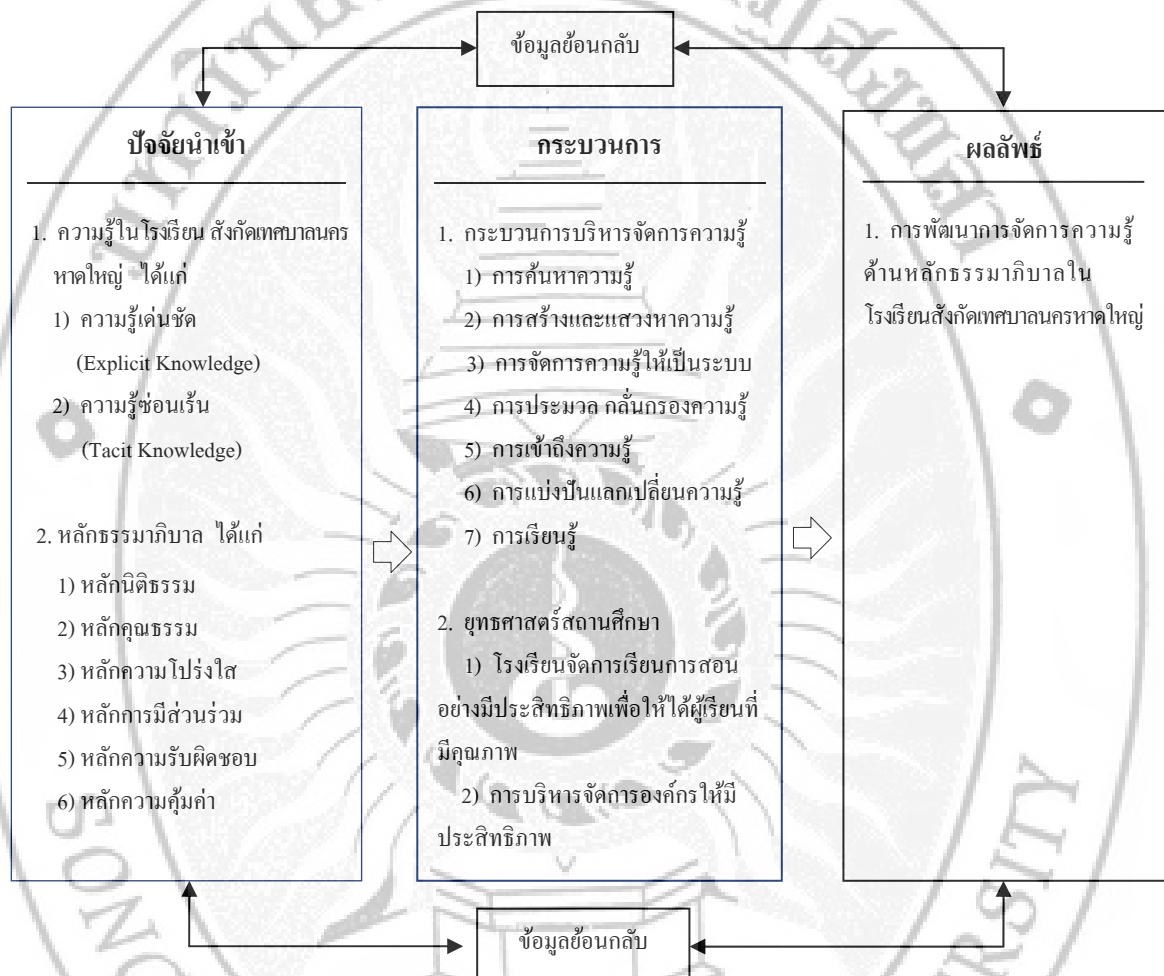 ข้อมูลย้อนกลับ
ปัจจัยนำเข้า
1. ความรู้ในโรงเรียน สังกัดเทศบาลนคร
หาดใหญ่ ได้แก่
1) ความรู้เด่นชัด
(Explicit Knowledge)
2) ความรู้ซ่อนเร้น
(Tacit Knowledge)
2. หลักธรรมาภิบาล ได้แก่
1) หลักนิติธรรม
2) หลักคุณธรรม
3) หลักความโปร่งใส
4) หลักการมีส่วนร่วม
5) หลักความรับผิดชอบ
6) หลักความคุ้มค่า
กระบวนการ
1. กระบวนการบริหารจัดการความรู้
1) การค้นหาความรู้
2) การสร้างและแสวงหาความรู้
3) การจัดการความรู้ให้เป็นระบบ
4) การประมวล กลั่นกรองความรู้
5) การเข้าถึงความรู้
6) การแบ่งปันแลกเปลี่ยนความรู้
7) การเรียนรู้
2. ยุทธศาสตร์สถานศึกษา
1) โรงเรียนจัดการเรียนการสอน
อย่างมีประสิทธิภาพเพื่อให้ได้ผู้เรียนที่
มีคุณภาพ
2) การบริหารจัดการองค์กรให้มี
ประสิทธิภาพ
ผลลัพธ์
1. การพัฒนาการจัดการความรู้
ด้านหลักธรรมาภิบาลใน
โรงเรียนสังกัดเทศบาลนครหาดใหญ่
ข้อมูลย้อนกลับ